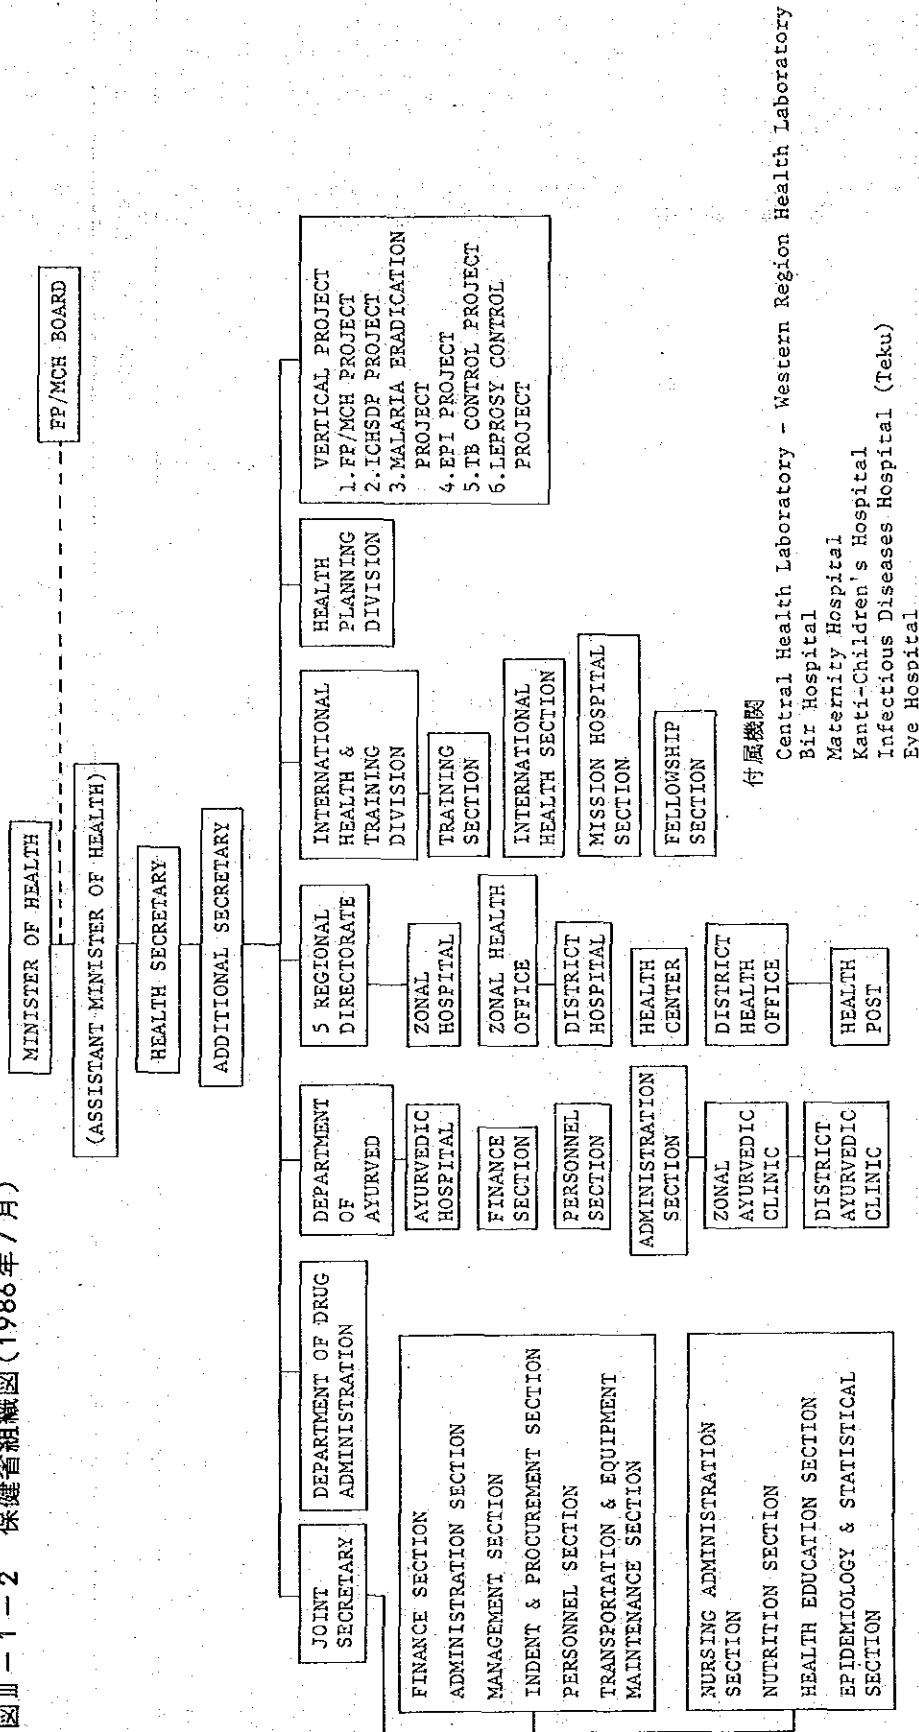 図Ⅲ－1－2 保健省組織図(1986年7月)
MINISTER OF HEALTH
FP/MCH BOARD
(ASSISTANT MINISTER OF HEALTH)
HEALTH SECRETARY
ADDITIONAL SECRETARY
JOINT
SECRETARY
FINANCE SECTION
ADMINISTRATION SECTION
MANAGEMENT SECTION
INDENT & PROCUREMENT SECTION
PERSONNEL SECTION
TRANSPORTATION & EQUIPMENT
MAINTENANCE SECTION
NURSING ADMINISTRATION
SECTION
NUTRITION SECTION
HEALTH EDUCATION SECTION
EPIDEMIOLOGY & STATISTICAL
SECTION
DEPARTMENT OF DRUG
ADMINISTRATION
DEPARTMENT
OF
AYURVED
AYURVEDIC
HOSPITAL
FINANCE
SECTION
PERSONNEL
SECTION
ADMINISTRATION
SECTION
ZONAL
AYURVEDIC
CLINIC
DISTRICT
AYURVEDIC
CLINIC
5 REGIONAL
DIRECTORATE
ZONAL
HOSPITAL
ZONAL HEALTH
OFFICE
DISTRICT
HOSPITAL
HEALTH
CENTER
DISTRICT
HEALTH
OFFICE
HEALTH
POST
INTERNATIONAL
HEALTH &
TRAINING
DIVISION
TRAINING
SECTION
INTERNATIONAL
HEALTH SECTION
MISSION HOSPITAL
SECTION
FELLOWSHIP
SECTION
HEALTH
PLANNING
DIVISION
VERTICAL PROJECT
1.FP/MCH PROJECT
2.ICHSDP PROJECT
3.MALARIA ERADICATION
PROJECT
4.EPI PROJECT
5.TB CONTROL PROJECT
6.LEPROSY CONTROL
PROJECT
付属機関
Central Health Laboratory - Western Region Health Laboratory
Bir Hospital
Maternity Hospital
Kanti-Children's Hospital
Infectious Diseases Hospital (Teku)
Eye Hospital